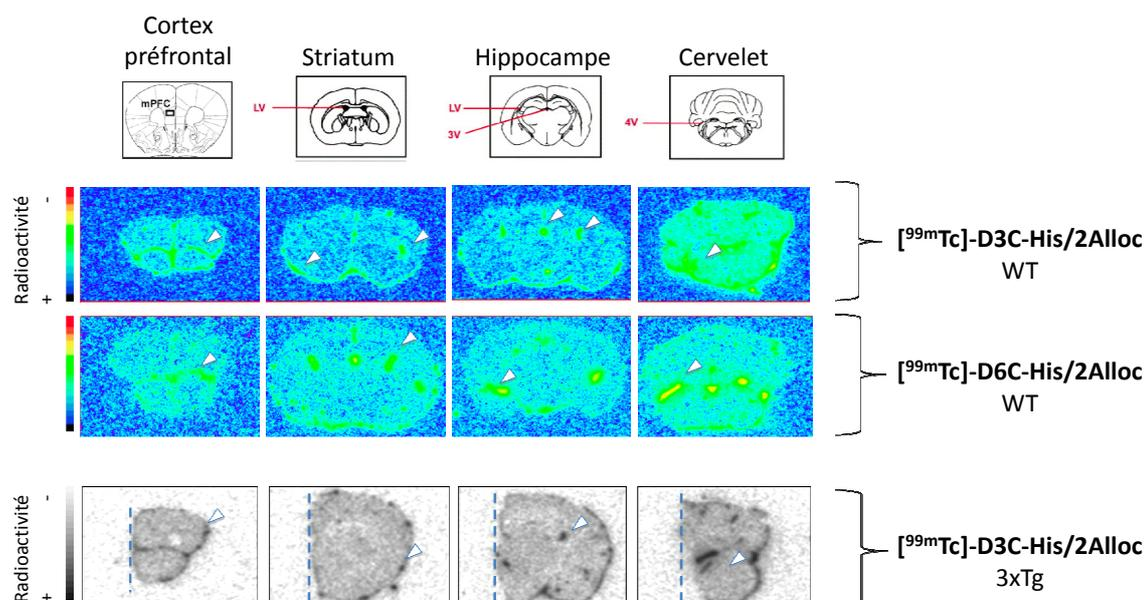 Cortex
préfrontal
Striatum
Hippocampe
Cervelet
mPFC
LV
LV
3V
4V
Radioactivité
-
+
[99mTc]-D3C-His/2Alloc
WT
[99mTc]-D6C-His/2Alloc
WT
Radioactivité
-
+
[99mTc]-D3C-His/2Alloc
3xTg